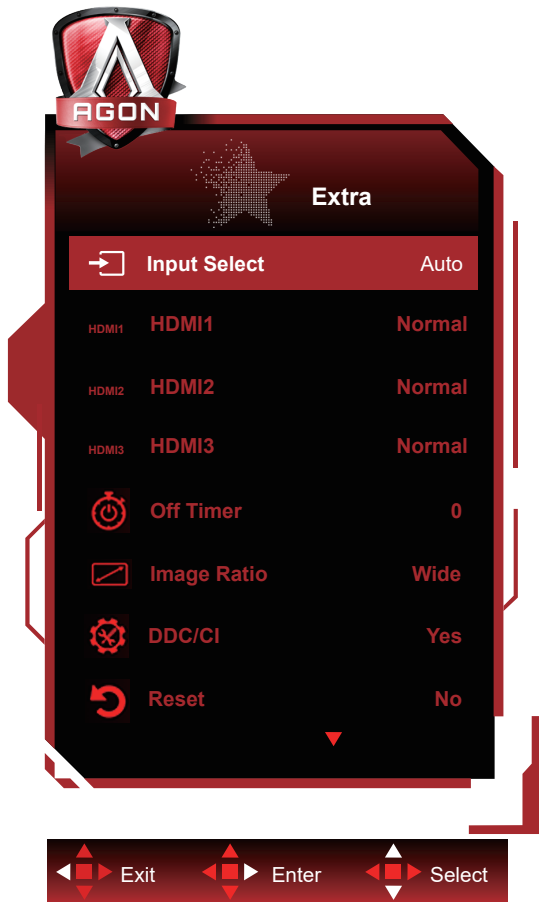 AGON
Extra
Input Select Auto
HDMI1 HDMI1 Normal
HDMI2 HDMI2 Normal
HDMI3 HDMI3 Normal
Off Timer 0
Image Ratio Wide
DDC/CI Yes
Reset No
Exit Enter Select